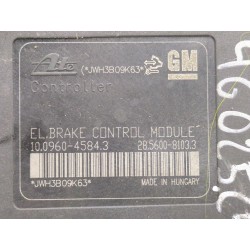 Ate
(*JWH3B09K63*)
GM
Controller
EL.BRAKE CONTROL MODULE
10.0960-4584.3
28.5600-8103.3
*JWH3B09K63*
MADE IN HUNGARY